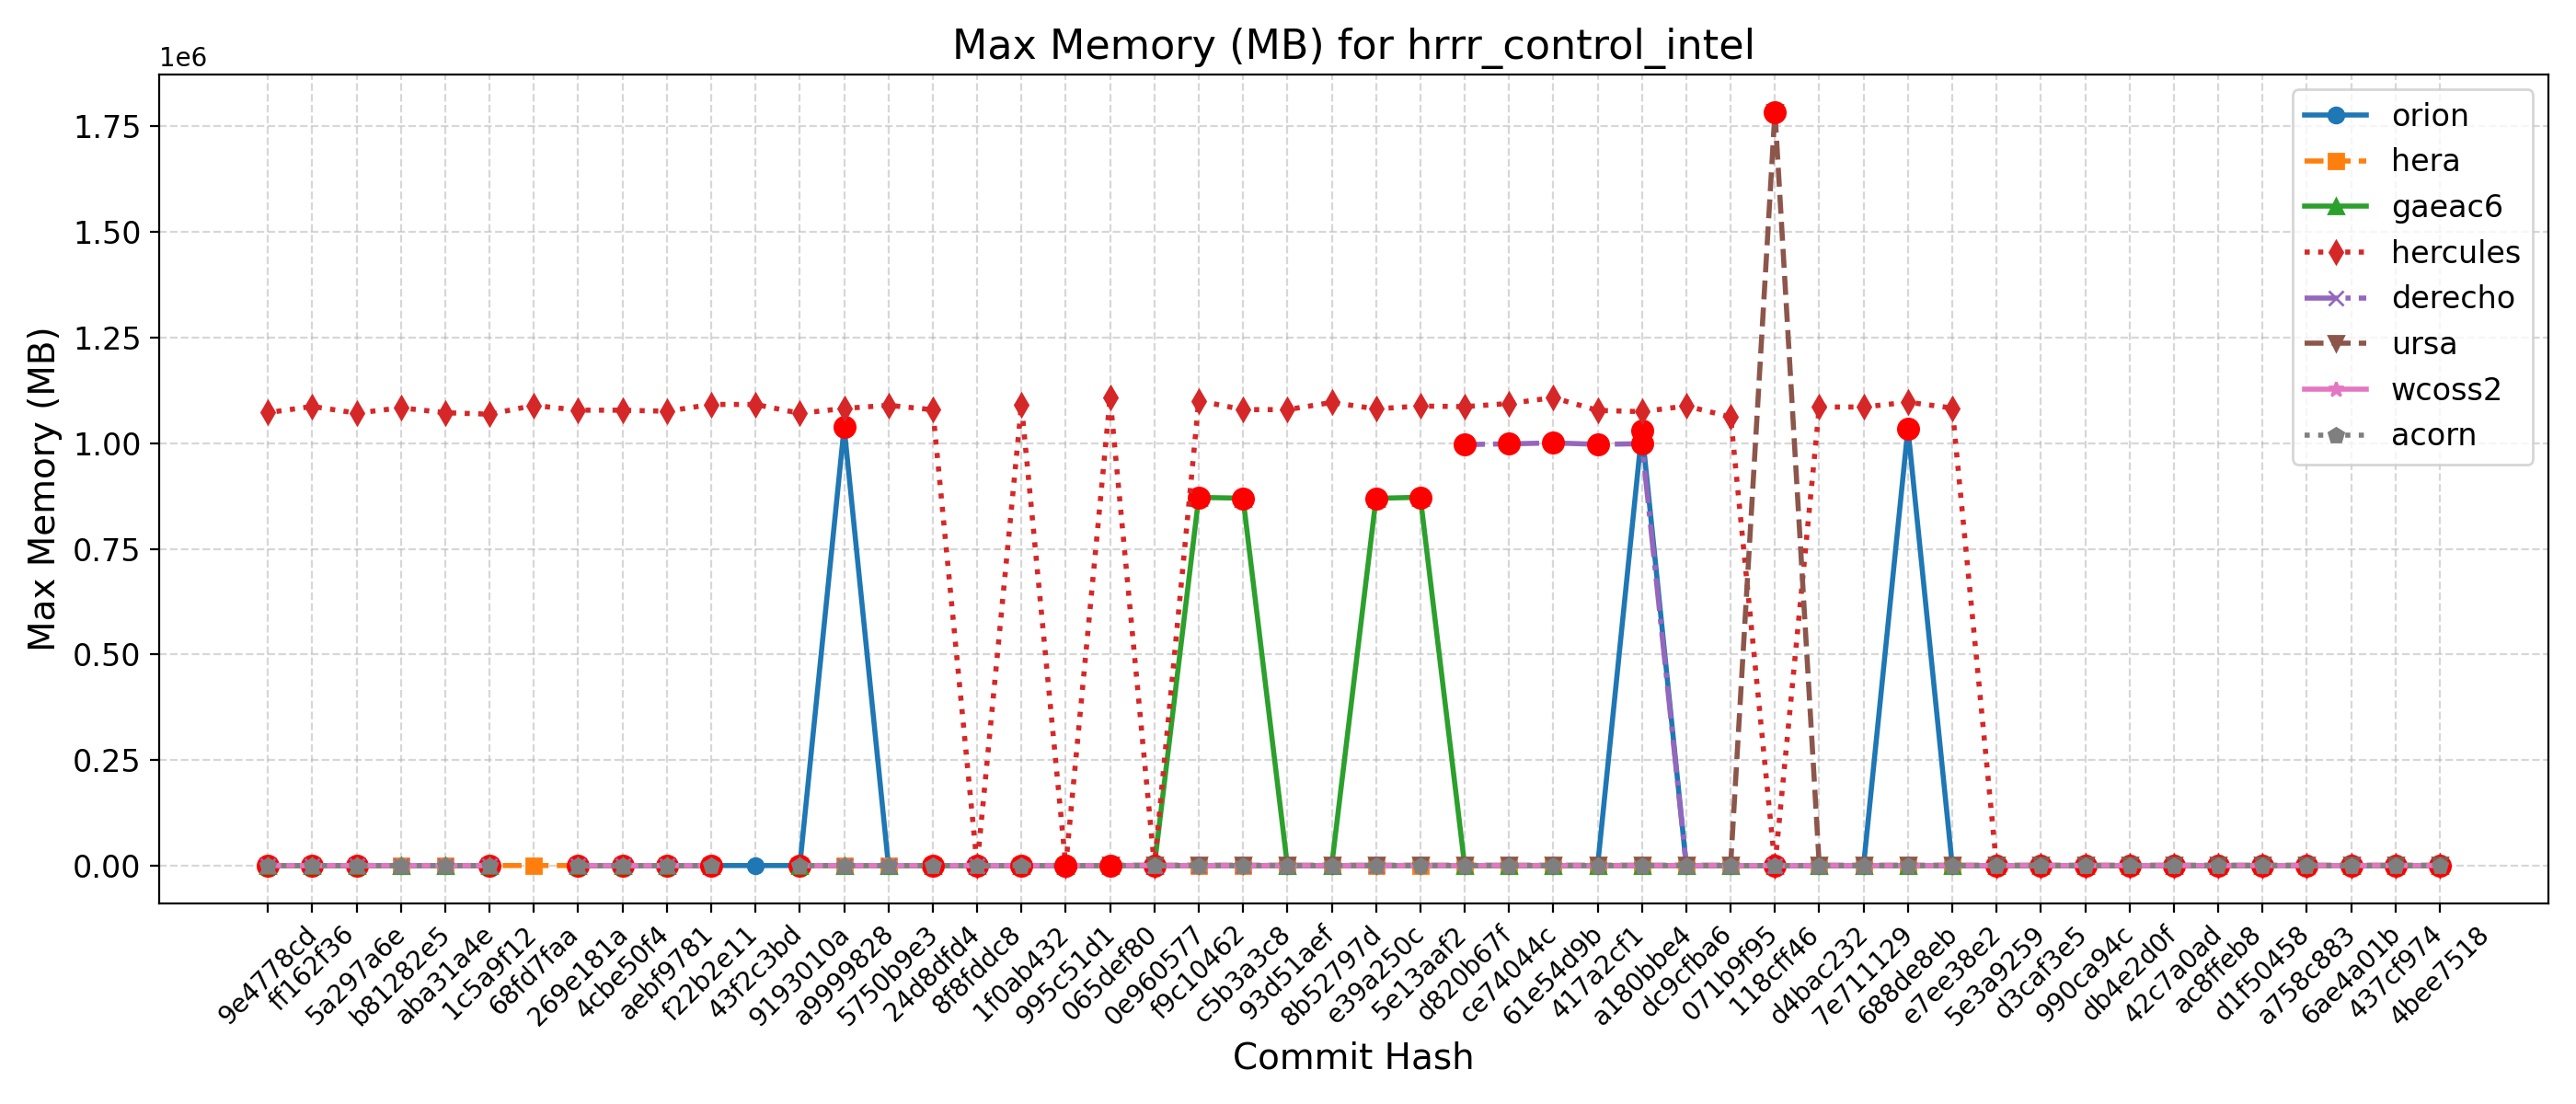 Max Memory (MB) for hrrr_control_intel
1e6
1.75
1.50
1.25
1.00
0.75
0.50
0.25
0.00
Max Memory (MB)
orion
hera
gaeac6
hercules
derecho
ursa
wcoss2
acorn
9e4778cd
ff162f36
5a297a6e
b81282e5
aba31a4e
1c5a9f12
68fd7faa
269e181a
4cbe50f4
aebf9781
f22b2e11
43f2c3bd
9193010a
a9999828
5750b9e3
24d8dfd4
8f8fddc8
1f0ab432
995c51d1
065def80
0e960577
f9c10462
c5b3a3c8
93d51aef
8b52797d
e39a250c
5e13aaf2
d820b67f
ce74044c
61e54d9b
417a2cf1
a180bbe4
dc9cfba6
071b9f95
118cff46
d4bac232
7e711129
688de8eb
e7ee38e2
5e3a9259
d3caf3e5
990ca94c
db4e2d0f
42c7a0ad
ac8ffeb8
d1f50458
a758c883
6ae4a01b
437cf974
4bee7518
Commit Hash